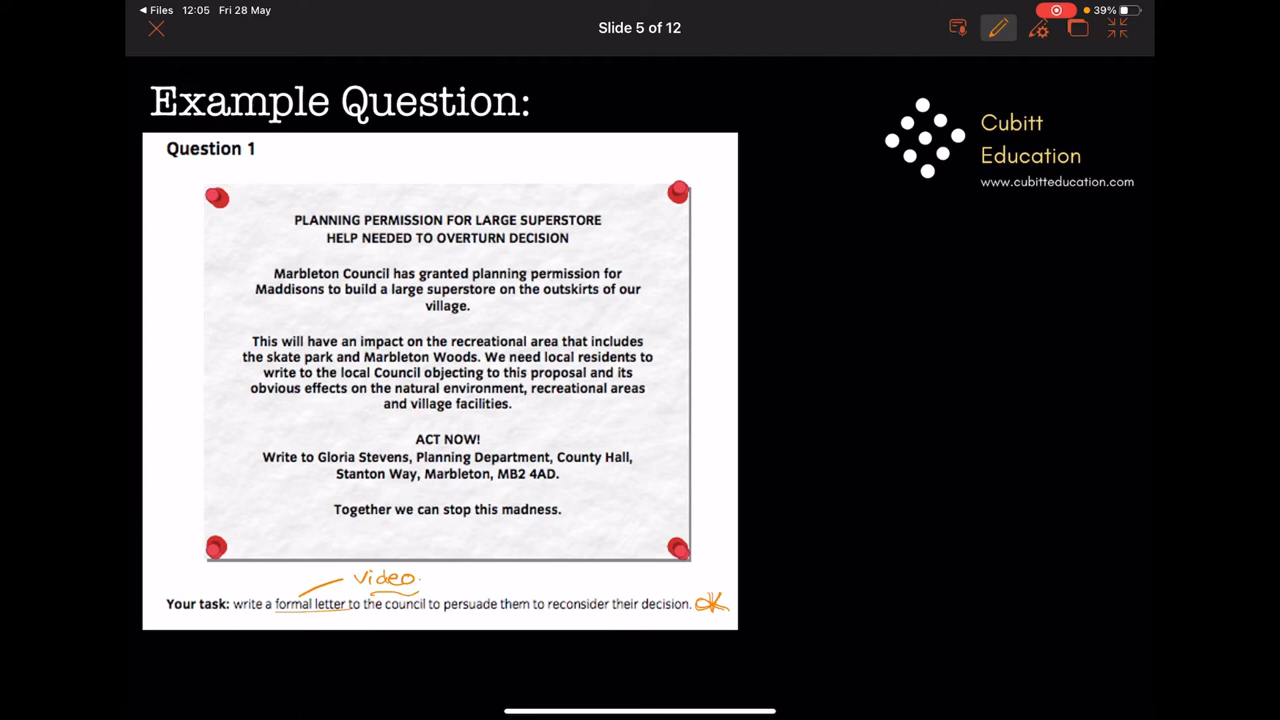 Files 12:05 Fri 28 May 39%
Slide 5 of 12
Example Question:
Cubitt
Education
www.cubitteducation.com
Question 1
PLANNING PERMISSION FOR LARGE SUPERSTORE
HELP NEEDED TO OVERTURN DECISION
Marbleton Council has granted planning permission for
Maddisons to build a large superstore on the outskirts of our
village.
This will have an impact on the recreational area that includes
the skate park and Marbleton Woods. We need local residents to
write to the local Council objecting to this proposal and its
obvious effects on the natural environment, recreational areas
and village facilities.
ACT NOW!
Write to Gloria Stevens, Planning Department, County Hall,
Stanton Way, Marbleton, MB2 4AD.
Together we can stop this madness.
video.
Your task: write a formal letter to the council to persuade them to reconsider their decision.